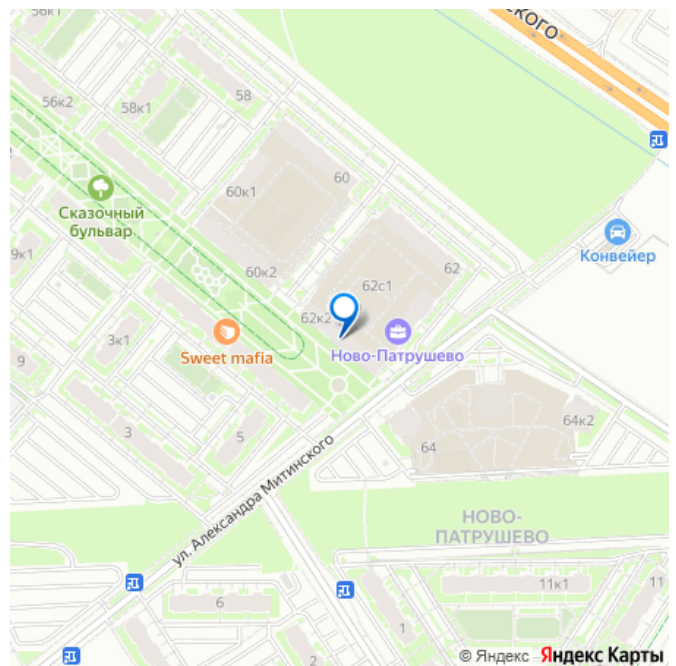 56к1
СКОГО
56к2
58к1
58
60к1
60
Сказочный
бульвар
9к1
60к2
62
Конвейер
62с1
62к2
3к1
9
Sweet mafia
Ново-Патрушево
3
5
64к2
64
ул. Александра Митинского
НОВО-
ПАТРУШЕВО
11к1
11
6
1
2
© Яндекс Яндекс Карты